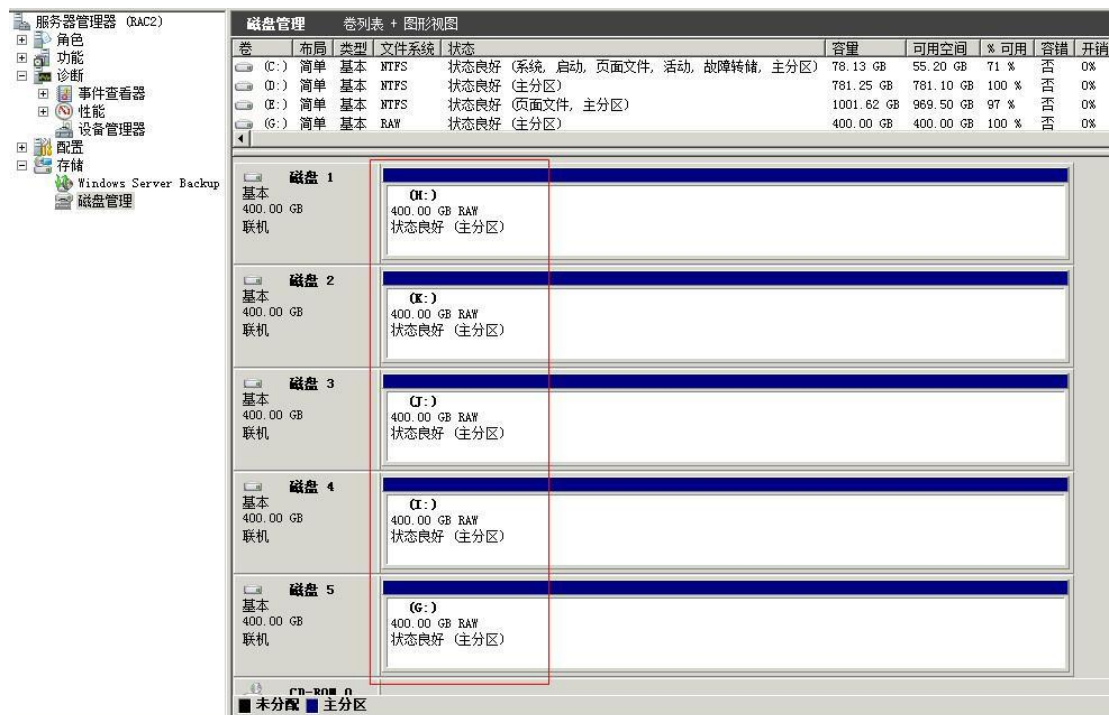 服务器管理器 (RAC2)
角色
功能
诊断
事件查看器
性能
设备管理器
配置
存储
Windows Server Backup
磁盘管理
磁盘管理 卷列表 + 图形视图
卷 布局 类型 文件系统 状态 容量 可用空间 % 可用 容错 开销
(C:) 简单 基本 NTFS 状态良好 (系统, 启动, 页面文件, 活动, 故障转储, 主分区) 78.13 GB 55.20 GB 71 % 否 0%
(D:) 简单 基本 NTFS 状态良好 (主分区) 781.25 GB 781.10 GB 100 % 否 0%
(E:) 简单 基本 NTFS 状态良好 (页面文件, 主分区) 1001.62 GB 969.50 GB 97 % 否 0%
(G:) 简单 基本 RAW 状态良好 (主分区) 400.00 GB 400.00 GB 100 % 否 0%
磁盘 1
基本
400.00 GB
联机
(H:)
400.00 GB RAW
状态良好 (主分区)
磁盘 2
基本
400.00 GB
联机
(K:)
400.00 GB RAW
状态良好 (主分区)
磁盘 3
基本
400.00 GB
联机
(J:)
400.00 GB RAW
状态良好 (主分区)
磁盘 4
基本
400.00 GB
联机
(I:)
400.00 GB RAW
状态良好 (主分区)
磁盘 5
基本
400.00 GB
联机
(G:)
400.00 GB RAW
状态良好 (主分区)
CD-ROM 0
未分配 主分区